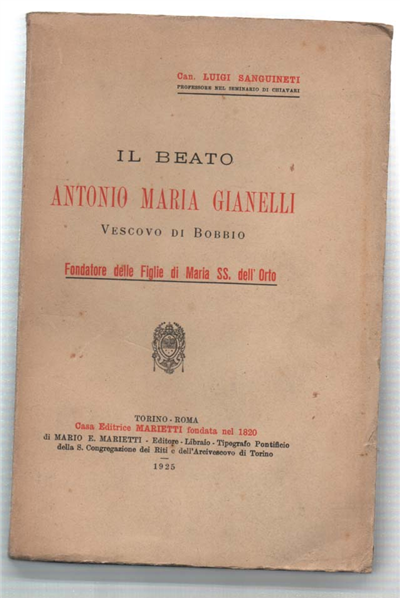 Can. LUIGI SANGUINETI
PROFESSORE NEL SEMINARIO DI CHIAVARI
IL BEATO
ANTONIO MARIA GIANELLI
VESCOVO DI BOBBIO
Fondatore delle Figlie di Maria SS. dell'Orto
TORINO - ROMA
Casa Editrice MARIETTI fondata nel 1820
di MARIO E. MARIETTI - Editore - Libraio - Tipografo Pontificio
della S. Congregazione dei Riti e dell'Arcivescovo di Torino
1925